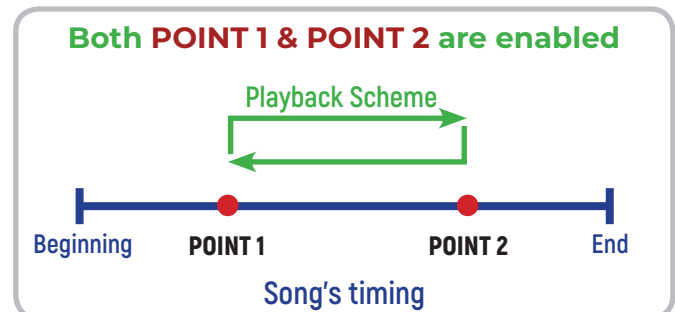 Both POINT 1 & POINT 2 are enabled
Playback Scheme
Beginning POINT 1 POINT 2 End
Song's timing